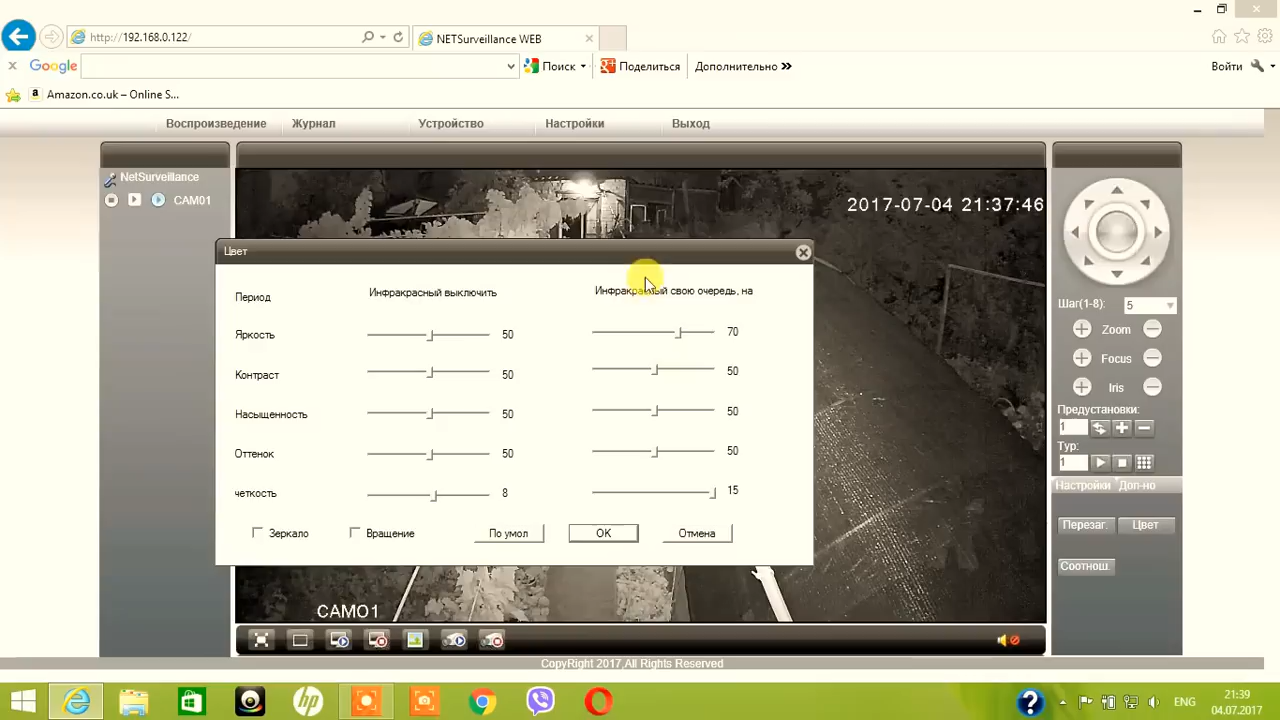 http://192.168.0.122/
NETSurveillance WEB
Google
Поиск
Поделиться
Дополнительно »
Войти
Amazon.co.uk – Online S...
Воспроизведение
Журнал
Устройство
Настройки
Выход
NetSurveillance
CAM01
2017-07-04 21:37:46
Цвет
Период
Инфракрасный выключить
Инфракрасный свою очередь, на
Яркость
50
70
Контраст
50
50
Насыщенность
50
50
Оттенок
50
50
четкость
8
15
Зеркало
Вращение
По умол
OK
Отмена
CAM01
Шаг(1-8):
5
Zoom
Focus
Iris
Предустановки:
1
Тур:
1
Настройки
Доп-но
Перезаг.
Цвет
Соотнош.
CopyRight 2017,All Rights Reserved
ENG
21:39
04.07.2017